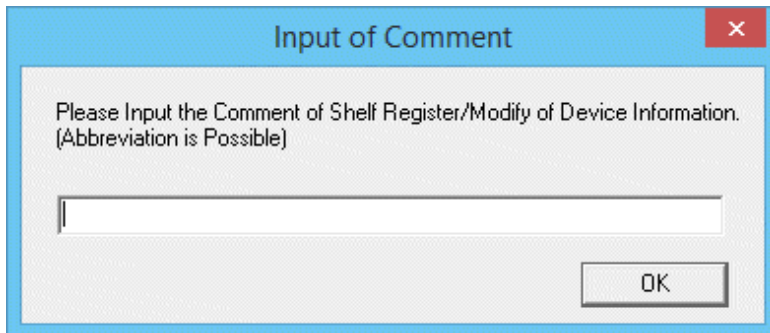 Input of Comment
Please Input the Comment of Shelf Register/Modify of Device Information.
(Abbreviation is Possible)
OK